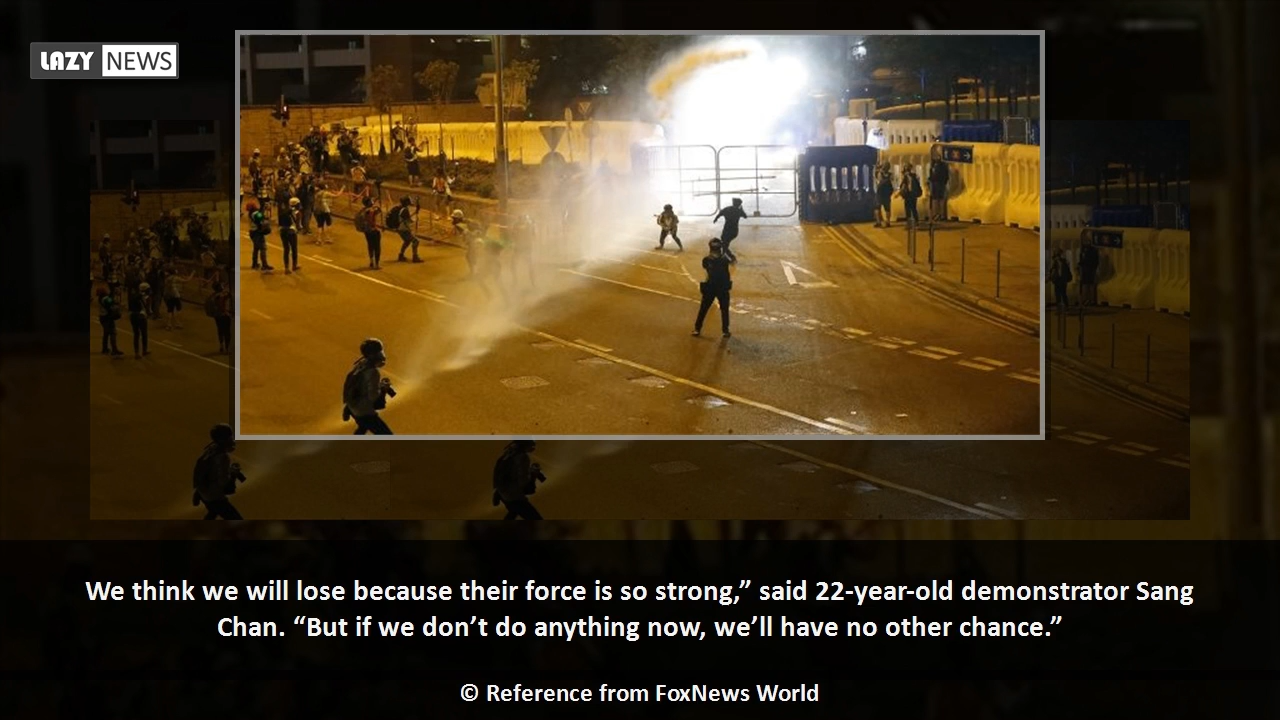 LAZY NEWS
We think we will lose because their force is so strong,” said 22-year-old demonstrator Sang
Chan. “But if we don’t do anything now, we’ll have no other chance.”
© Reference from FoxNews World